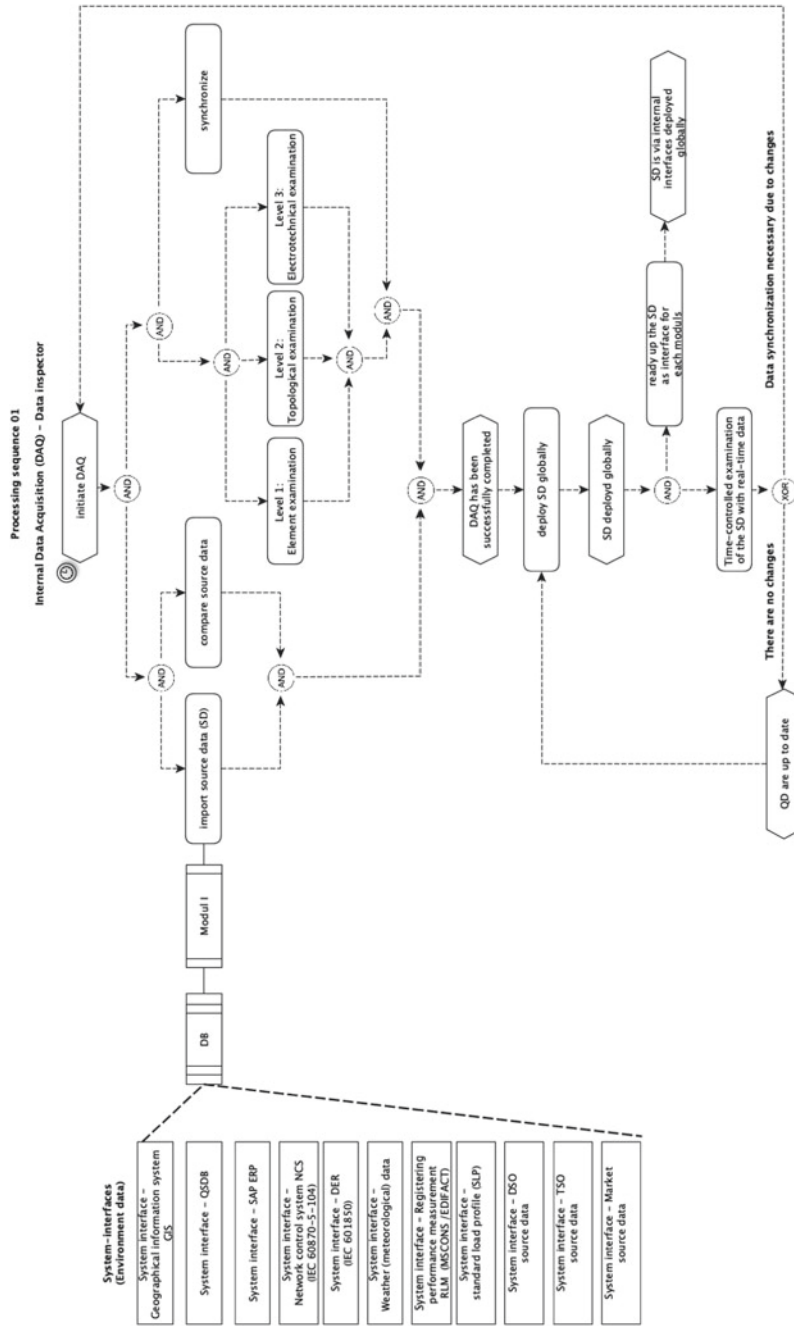 Processing sequence 01
Internal Data Acquisition (DAQ) – Data inspector
System-interfaces
(Environment data)
System interface –
Geographical information system
GIS
System interface – QSDB
System interface – SAP ERP
System interface –
Network control system NCS
(IEC 60870-5-104)
System interface – DER
(IEC 601850)
System interface –
Weather (meteorological) data
System interface – Registering
performance measurement
RLM (MSCONS /EDIFACT)
System interface –
standard load profile (SLP)
System interface – DSO
source data
System interface – TSO
source data
System interface – Market
source data
DB
Modul I
initiate DAQ
AND
AND
AND
import source data (SD)
compare source data
synchronize
AND
Level 1:
Element examination
Level 2:
Topological examination
Level 3:
Electrotechnical examination
AND
AND
AND
AND
DAQ has been
successfully completed
deploy SD globally
SD deployd globally
AND
ready up the SD
as interface for
each moduls
SD is via internal
interfaces deployed
globally
Time-controlled examination
of the SD with real-time data
XOR
There are no changes
Data synchronization necessary due to changes
QD are up to date